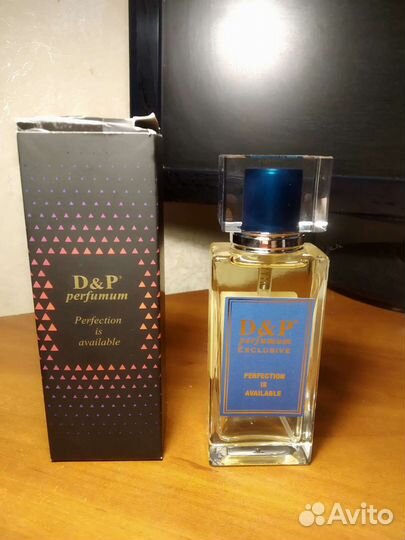 D&P®
perfumum
Perfection
is
available
D&P®
perfumum
EXCLUSIVE
PERFECTION
IS
AVAILABLE
Avito